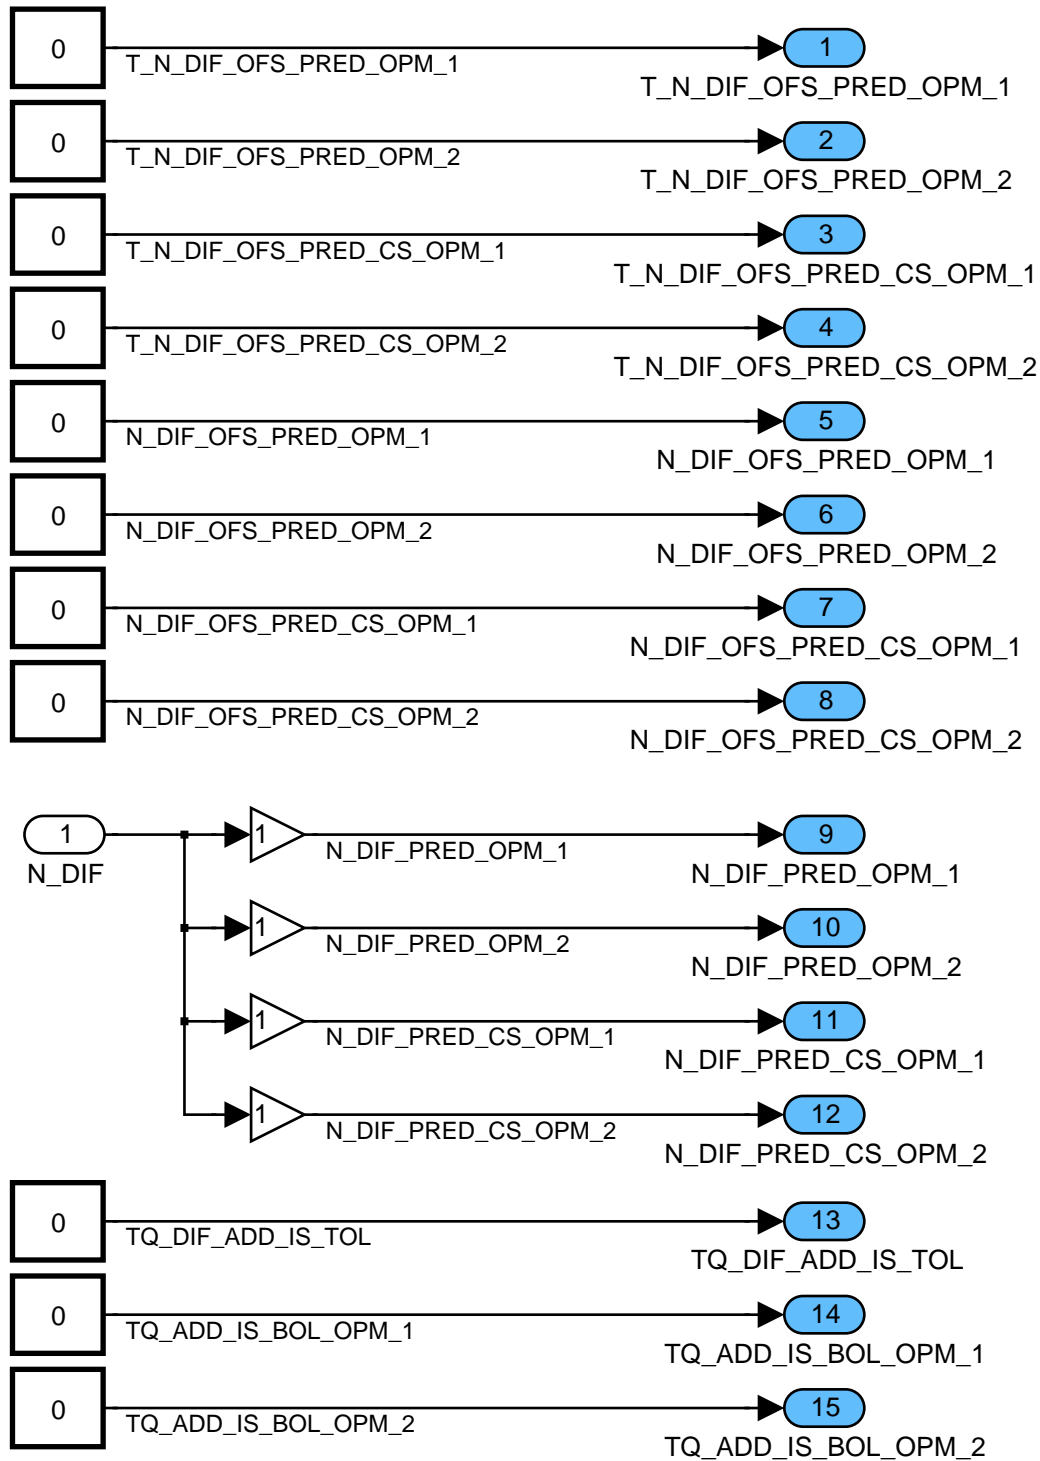 0
1
T_N_DIF_OFS_PRED_OPM_1
T_N_DIF_OFS_PRED_OPM_1
0
2
T_N_DIF_OFS_PRED_OPM_2
T_N_DIF_OFS_PRED_OPM_2
0
3
T_N_DIF_OFS_PRED_CS_OPM_1
T_N_DIF_OFS_PRED_CS_OPM_1
0
4
T_N_DIF_OFS_PRED_CS_OPM_2
T_N_DIF_OFS_PRED_CS_OPM_2
0
5
N_DIF_OFS_PRED_OPM_1
N_DIF_OFS_PRED_OPM_1
0
6
N_DIF_OFS_PRED_OPM_2
N_DIF_OFS_PRED_OPM_2
0
7
N_DIF_OFS_PRED_CS_OPM_1
N_DIF_OFS_PRED_CS_OPM_1
0
8
N_DIF_OFS_PRED_CS_OPM_2
N_DIF_OFS_PRED_CS_OPM_2
1
N_DIF
1
9
N_DIF_PRED_OPM_1
N_DIF_PRED_OPM_1
1
10
N_DIF_PRED_OPM_2
N_DIF_PRED_OPM_2
1
11
N_DIF_PRED_CS_OPM_1
N_DIF_PRED_CS_OPM_1
1
12
N_DIF_PRED_CS_OPM_2
N_DIF_PRED_CS_OPM_2
0
13
TQ_DIF_ADD_IS_TOL
TQ_DIF_ADD_IS_TOL
0
14
TQ_ADD_IS_BOL_OPM_1
TQ_ADD_IS_BOL_OPM_1
0
15
TQ_ADD_IS_BOL_OPM_2
TQ_ADD_IS_BOL_OPM_2